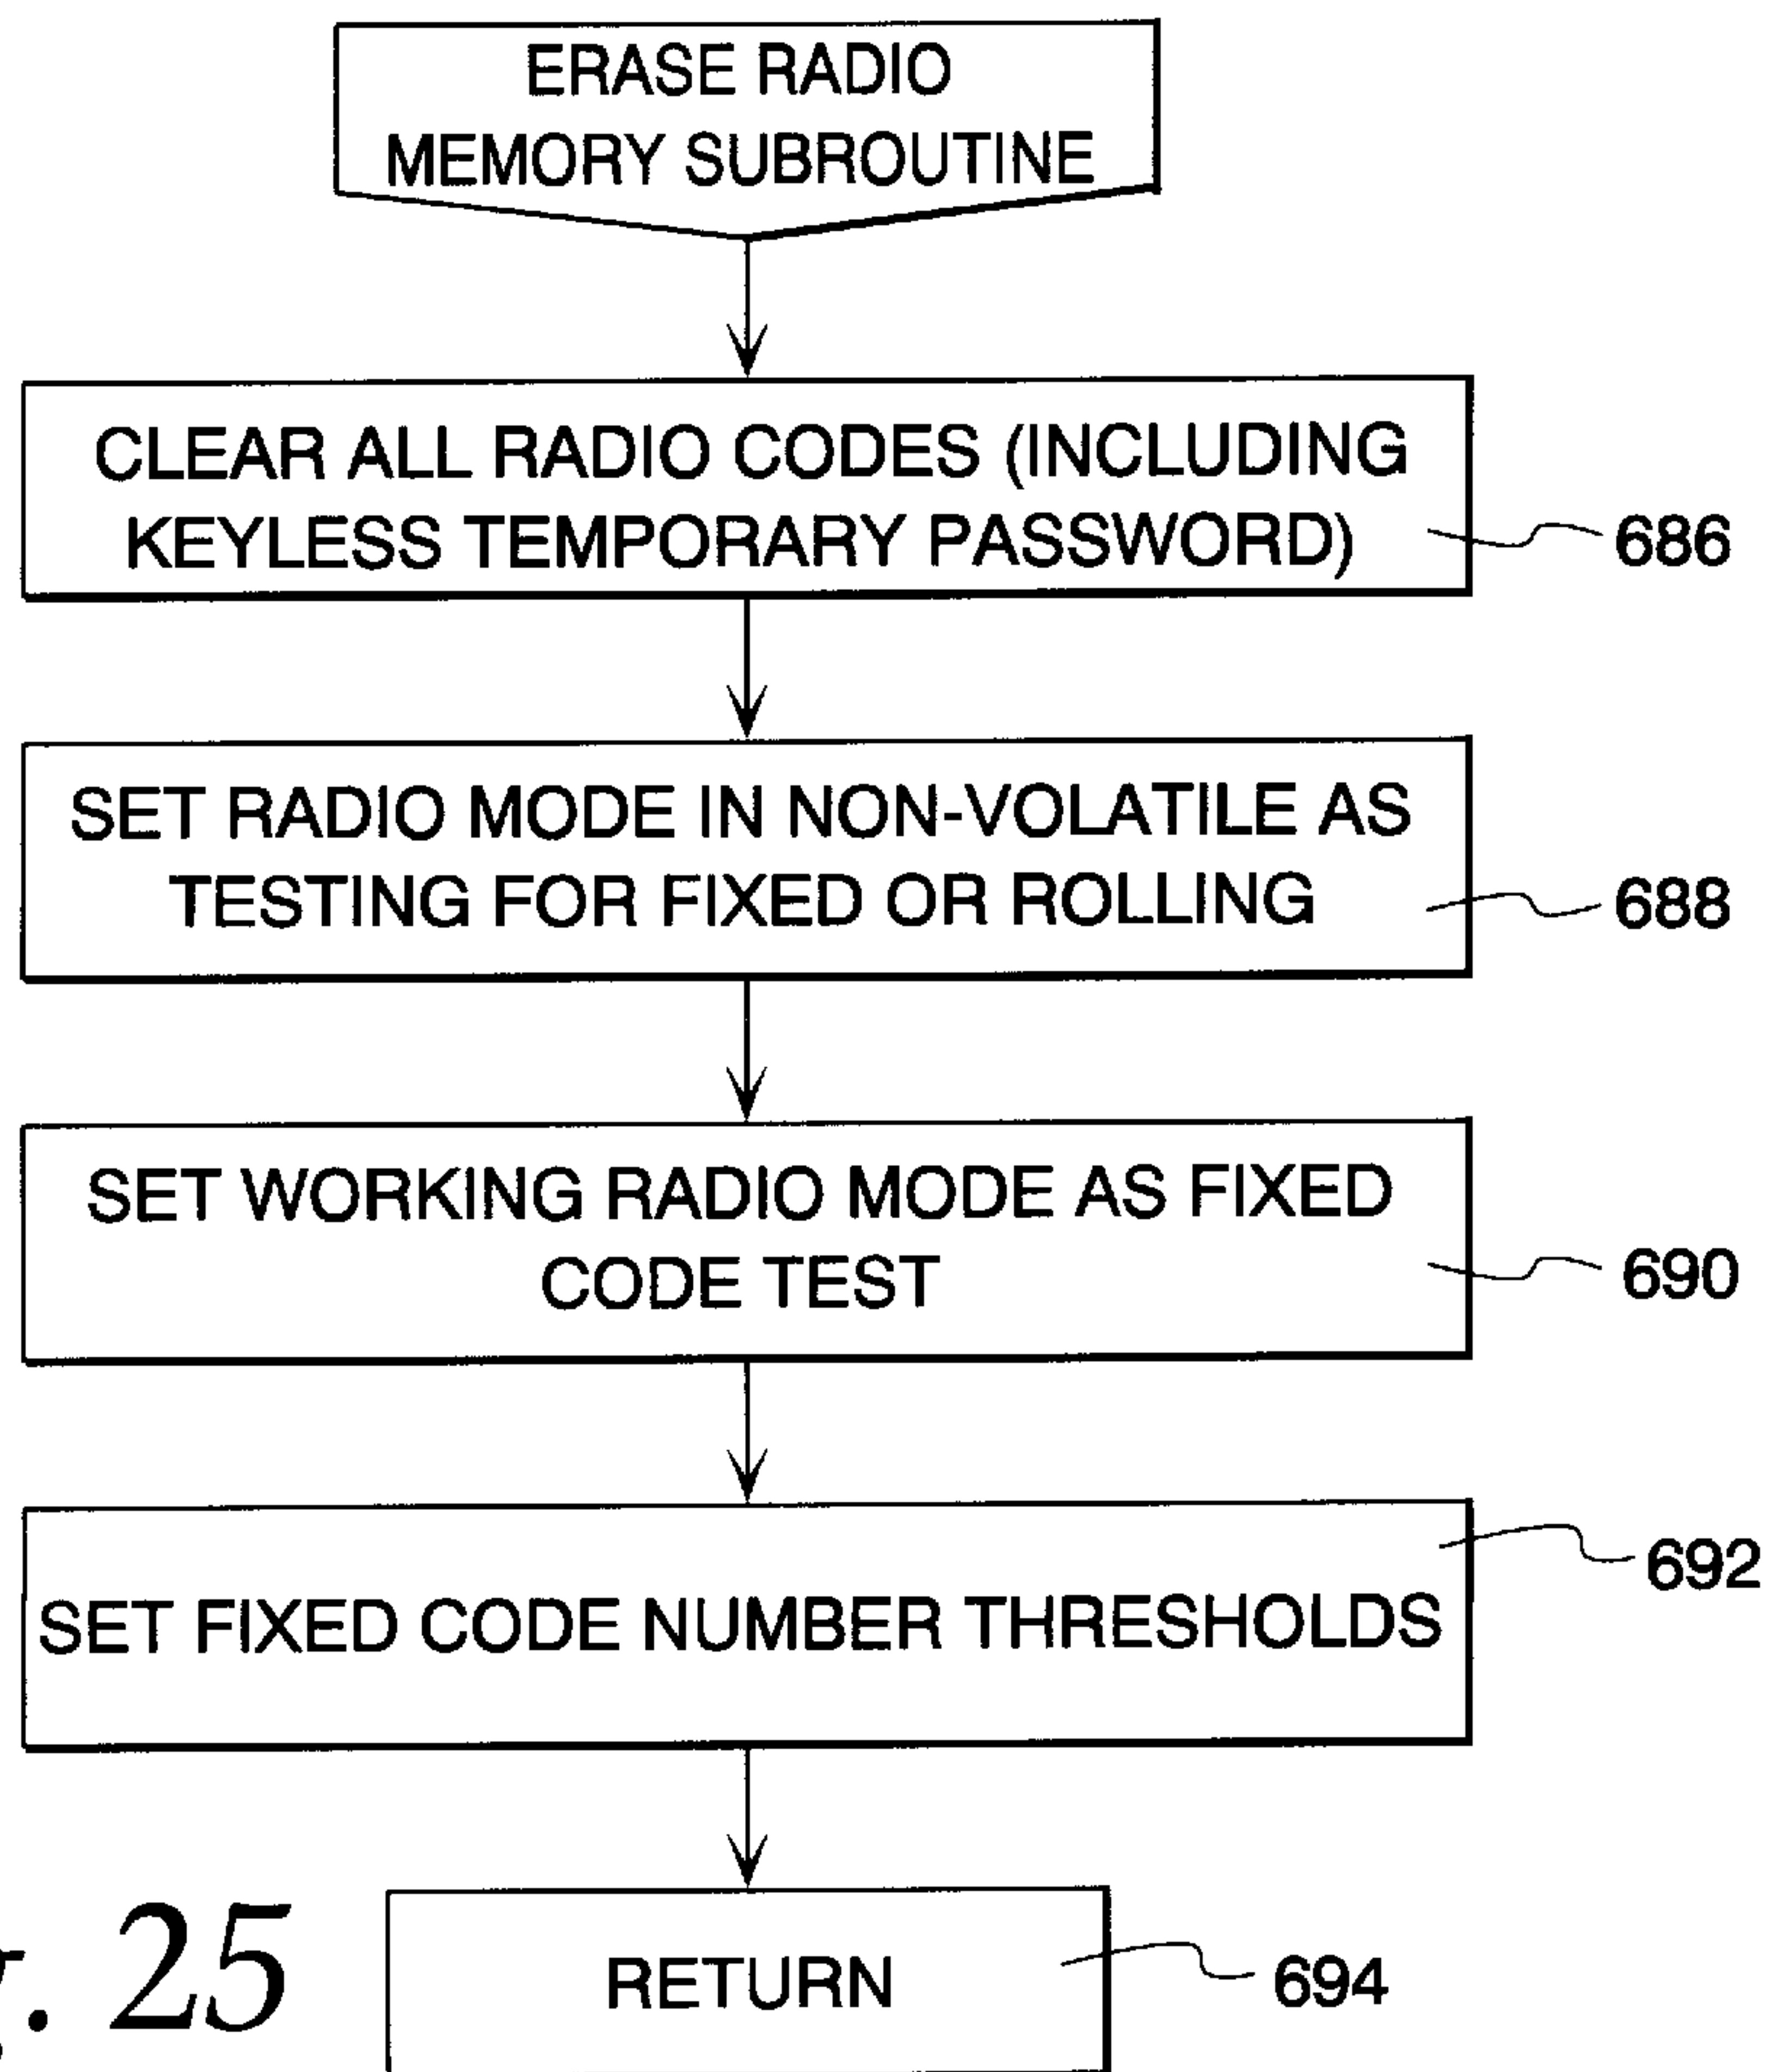 ERASE RADIO
MEMORY SUBROUTINE
CLEAR ALL RADIO CODES (INCLUDING
KEYLESS TEMPORARY PASSWORD)
686
SET RADIO MODE IN NON-VOLATILE AS
TESTING FOR FIXED OR ROLLING
688
SET WORKING RADIO MODE AS FIXED
CODE TEST
690
692
SET FIXED CODE NUMBER THRESHOLDS
RETURN
694
. 25